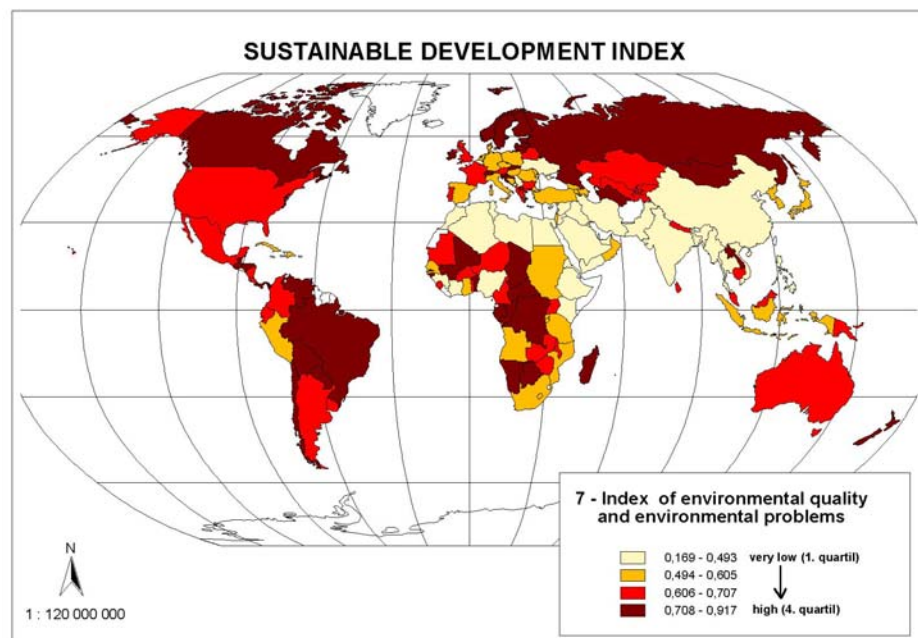 SUSTAINABLE DEVELOPMENT INDEX
7 - Index of environmental quality
and environmental problems
0,169 - 0,493 very low (1. quartil)
0,494 - 0,605
0,606 - 0,707
0,708 - 0,917 high (4. quartil)
N
1 : 120 000 000